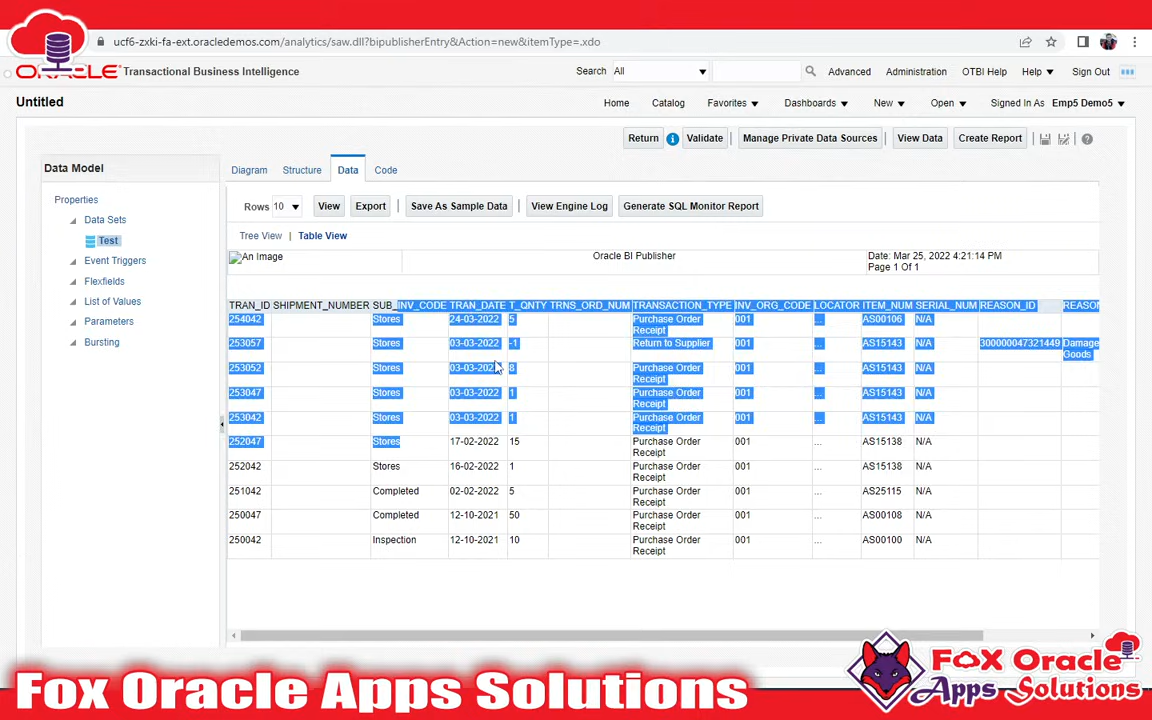 ucf6-zxki-fa-ext.oracledemos.com/analytics/saw.dll?bipublisherEntry&Action=new&itemType=.xdo
ORACLE Transactional Business Intelligence Search All Advanced Administration OTBI Help Help Sign Out
Untitled Home Catalog Favorites Dashboards New Open Signed In As Emp5 Demo5
Return Validate Manage Private Data Sources View Data Create Report
Data Model Diagram Structure Data Code
Properties
Data Sets
Test
Event Triggers
Flexfields
List of Values
Parameters
Bursting
Rows 10 View Export Save As Sample Data View Engine Log Generate SQL Monitor Report
Tree View | Table View
An Image Oracle BI Publisher Date: Mar 25, 2022 4:21:14 PM
Page 1 Of 1
TRAN_ID SHIPMENT_NUMBER SUB_INV_CODE TRAN_DATE T_QNTY TRNS_ORD_NUM TRANSACTION_TYPE INV_ORG_CODE LOCATOR ITEM_NUM SERIAL_NUM REASON_ID REASON
254042 Stores 24-03-2022 5 Purchase Order Receipt 001 ... AS00106 N/A
253057 Stores 03-03-2022 -1 Return to Supplier 001 ... AS15143 N/A 300000047321449 Damage Goods
253052 Stores 03-03-2022 8 Purchase Order Receipt 001 ... AS15143 N/A
253047 Stores 03-03-2022 1 Purchase Order Receipt 001 ... AS15143 N/A
253042 Stores 03-03-2022 1 Purchase Order Receipt 001 ... AS15143 N/A
252047 Stores 17-02-2022 15 Purchase Order Receipt 001 ... AS15138 N/A
252042 Stores 16-02-2022 1 Purchase Order Receipt 001 ... AS15138 N/A
251042 Completed 02-02-2022 5 Purchase Order Receipt 001 ... AS25115 N/A
250047 Completed 12-10-2021 50 Purchase Order Receipt 001 ... AS00108 N/A
250042 Inspection 12-10-2021 10 Purchase Order Receipt 001 ... AS00100 N/A
Fox Oracle Apps Solutions
Fox Oracle
Apps Solutions